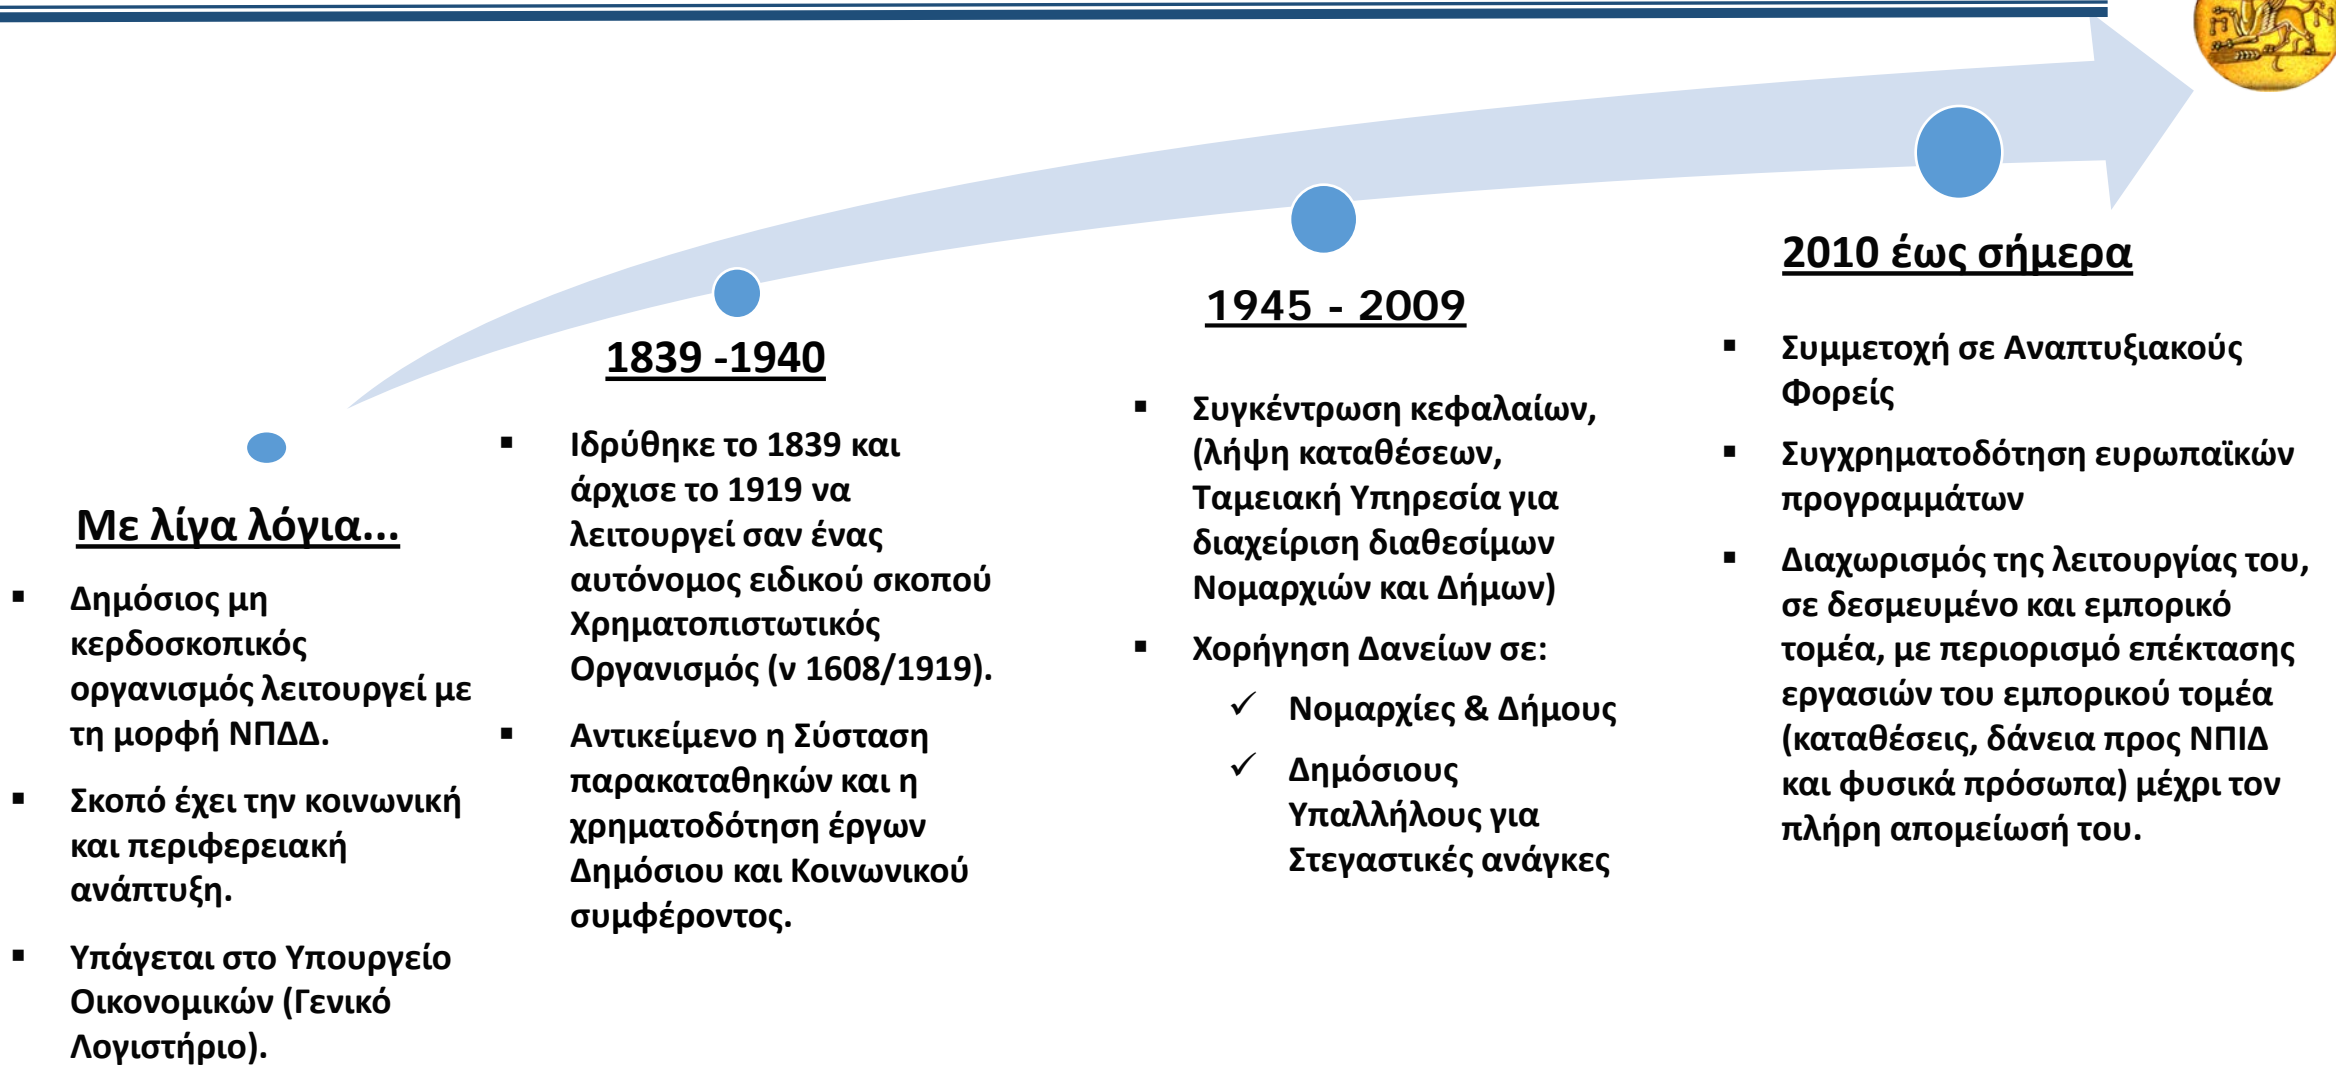 Με λίγα λόγια...
▪ Δημόσιος μη
κερδοσκοπικός
οργανισμός λειτουργεί με
τη μορφή ΝΠΔΔ.
▪ Σκοπό έχει την κοινωνική
και περιφερειακή
ανάπτυξη.
▪ Υπάγεται στο Υπουργείο
Οικονομικών (Γενικό
Λογιστήριο).
1839 -1940
▪ Ιδρύθηκε το 1839 και
άρχισε το 1919 να
λειτουργεί σαν ένας
αυτόνομος ειδικού σκοπού
Χρηματοπιστωτικός
Οργανισμός (ν 1608/1919).
▪ Αντικείμενο η Σύσταση
παρακαταθηκών και η
χρηματοδότηση έργων
Δημόσιου και Κοινωνικού
συμφέροντος.
1945 - 2009
▪ Συγκέντρωση κεφαλαίων,
(λήψη καταθέσεων,
Ταμειακή Υπηρεσία για
διαχείριση διαθεσίμων
Νομαρχιών και Δήμων)
▪ Χορήγηση Δανείων σε:
✓ Νομαρχίες & Δήμους
✓ Δημόσιους
Υπαλλήλους για
Στεγαστικές ανάγκες
2010 έως σήμερα
▪ Συμμετοχή σε Αναπτυξιακούς
Φορείς
▪ Συγχρηματοδότηση ευρωπαϊκών
προγραμμάτων
▪ Διαχωρισμός της λειτουργίας του,
σε δεσμευμένο και εμπορικό
τομέα, με περιορισμό επέκτασης
εργασιών του εμπορικού τομέα
(καταθέσεις, δάνεια προς ΝΠΙΔ
και φυσικά πρόσωπα) μέχρι τον
πλήρη απομείωσή του.